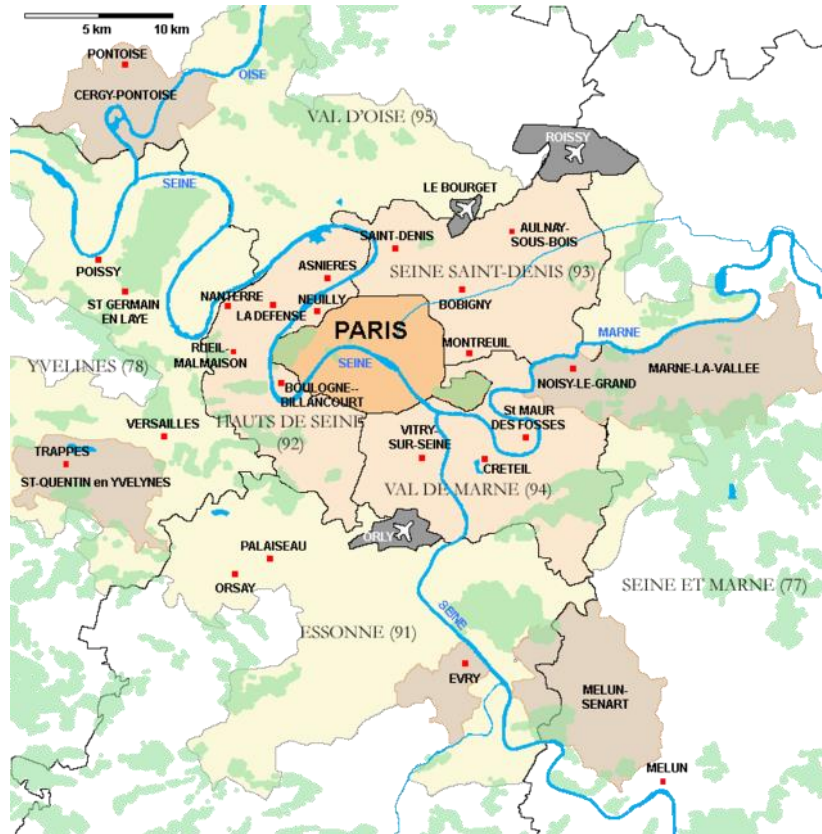 5 km 10 km
PONTOISE
OISE
CERGY-PONTOISE
VAL D'OISE (95)
ROISSY
SEINE
LE BOURGET
AULNAY-
SOUS-BOIS
SAINT-DENIS
POISSY
ASNIERES
SEINE SAINT-DENIS (93)
ST GERMAIN
EN LAYE
NANTERRE
NEUILLY
LA DEFENSE
BOBIGNY
PARIS
MARNE
RUEIL-
MALMAISON
SEINE
MONTREUIL
YVELINES (78)
NOISY-LE-GRAND
MARNE-LA-VALLEE
BOULOGNE--
BILLANCOURT
HAUTS DE SEINE
(92)
St MAUR
DES FOSSES
VERSAILLES
VITRY-
SUR-SEINE
TRAPPES
CRETEIL
ST-QUENTIN en YVELYNES
VAL DE MARNE (94)
ORLY
PALAISEAU
ORSAY
SEINE ET MARNE (77)
ESSONNE (91)
SEINE
EVRY
MELUN-
SENART
MELUN